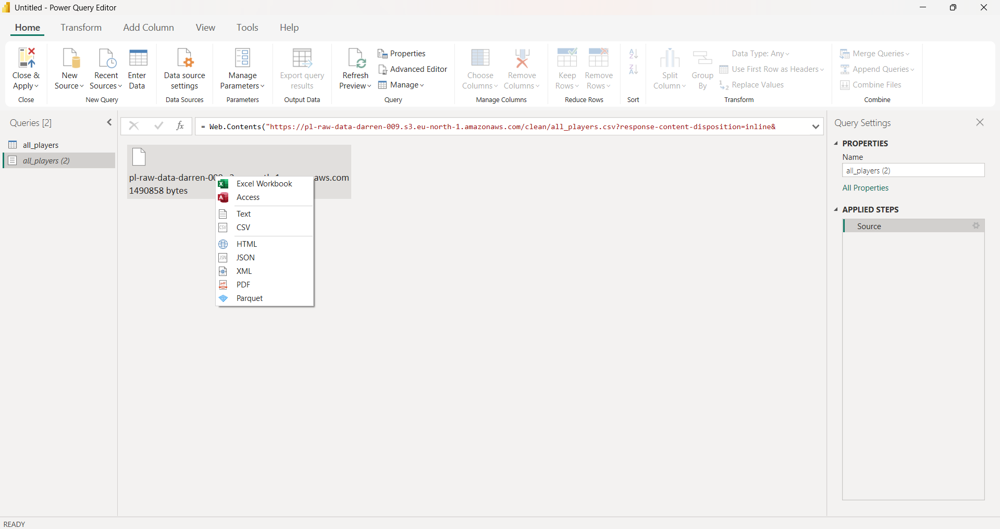 Untitled - Power Query Editor
Home
Transform
Add Column
View
Tools
Help
Close &
Apply
Close
New
Source
Recent
Sources
Enter
Data
New Query
Data source
settings
Data Sources
Manage
Parameters
Parameters
Export query
results
Output Data
Refresh
Preview
Properties
Advanced Editor
Manage
Query
Choose
Columns
Remove
Columns
Manage Columns
Keep
Rows
Remove
Rows
Reduce Rows
Sort
Split
Column
Group
By
Data Type: Any
Use First Row as Headers
Replace Values
Transform
Merge Queries
Append Queries
Combine Files
Combine
Queries [2]
all_players
all_players (2)
fx
= Web.Contents("https://pl-raw-data-darren-009.s3.eu-north-1.amazonaws.com/clean/all_players.csv?response-content-disposition=inline&
pl-raw-data-darren-00
aws.com
1490858 bytes
Excel Workbook
Access
Text
CSV
HTML
JSON
XML
PDF
Parquet
Query Settings
PROPERTIES
Name
all_players (2)
All Properties
APPLIED STEPS
Source
READY